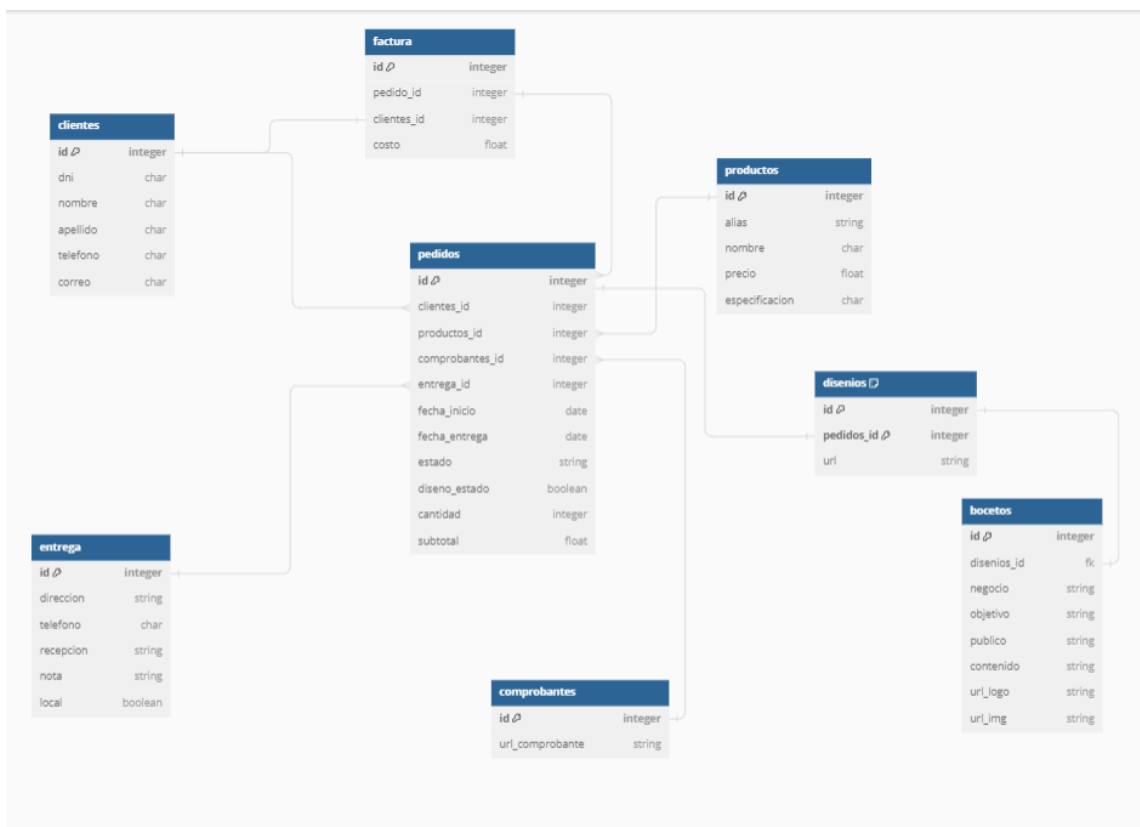 factura
id integer
pedido_id integer
clientes_id integer
costo float
clientes
id integer
dni char
nombre char
apellido char
telefono char
correo char
productos
id integer
alias string
nombre char
precio float
especificacion char
pedidos
id integer
clientes_id integer
productos_id integer
comprobantes_id integer
entrega_id integer
fecha_inicio date
fecha_entrega date
estado string
diseno_estado boolean
cantidad integer
subtotal float
disenios
id integer
pedidos_id integer
url string
bocetos
id integer
disenios_id fk
negocio string
objetivo string
publico string
contenido string
url_logo string
url_img string
entrega
id integer
direccion string
telefono char
recepcion string
nota string
local boolean
comprobantes
id integer
url_comprobante string